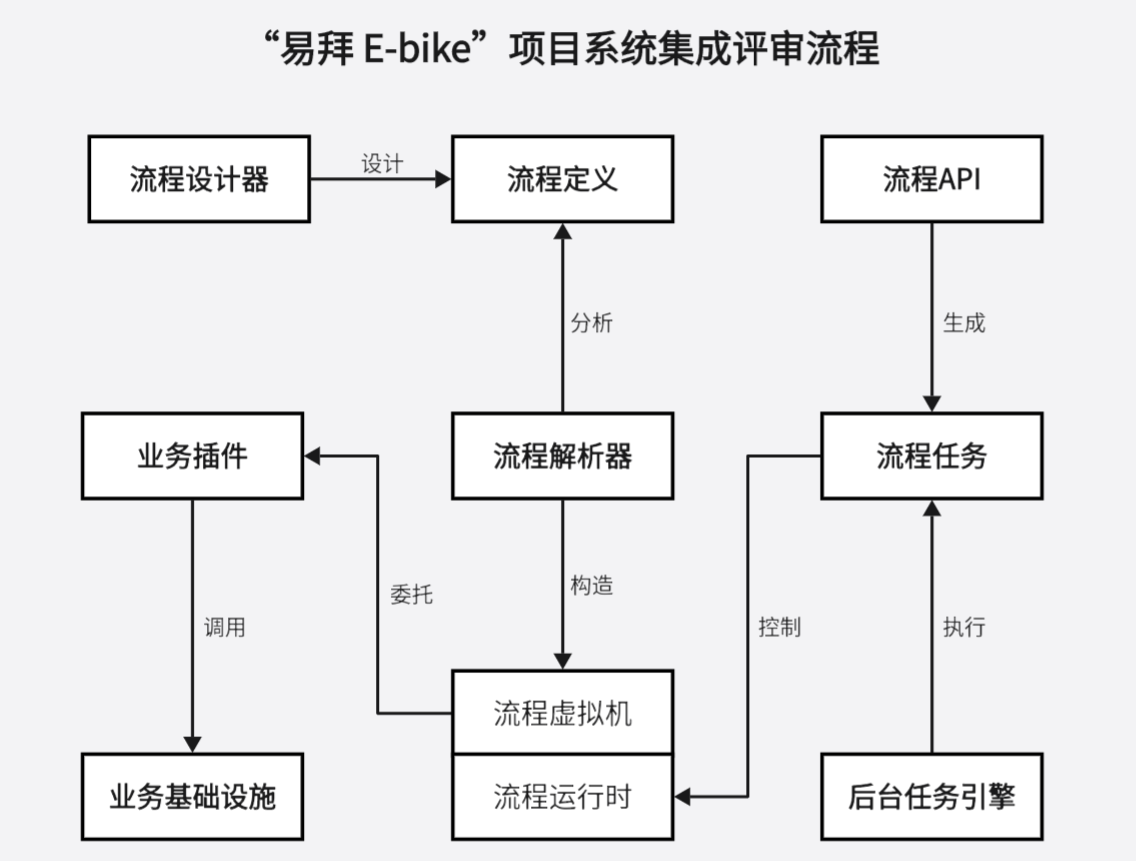 “易拜 E-bike”项目系统集成评审流程
流程设计器
设计
流程定义
流程API
分析
生成
业务插件
流程解析器
流程任务
委托
构造
调用
控制
执行
流程虚拟机
业务基础设施
流程运行时
后台任务引擎